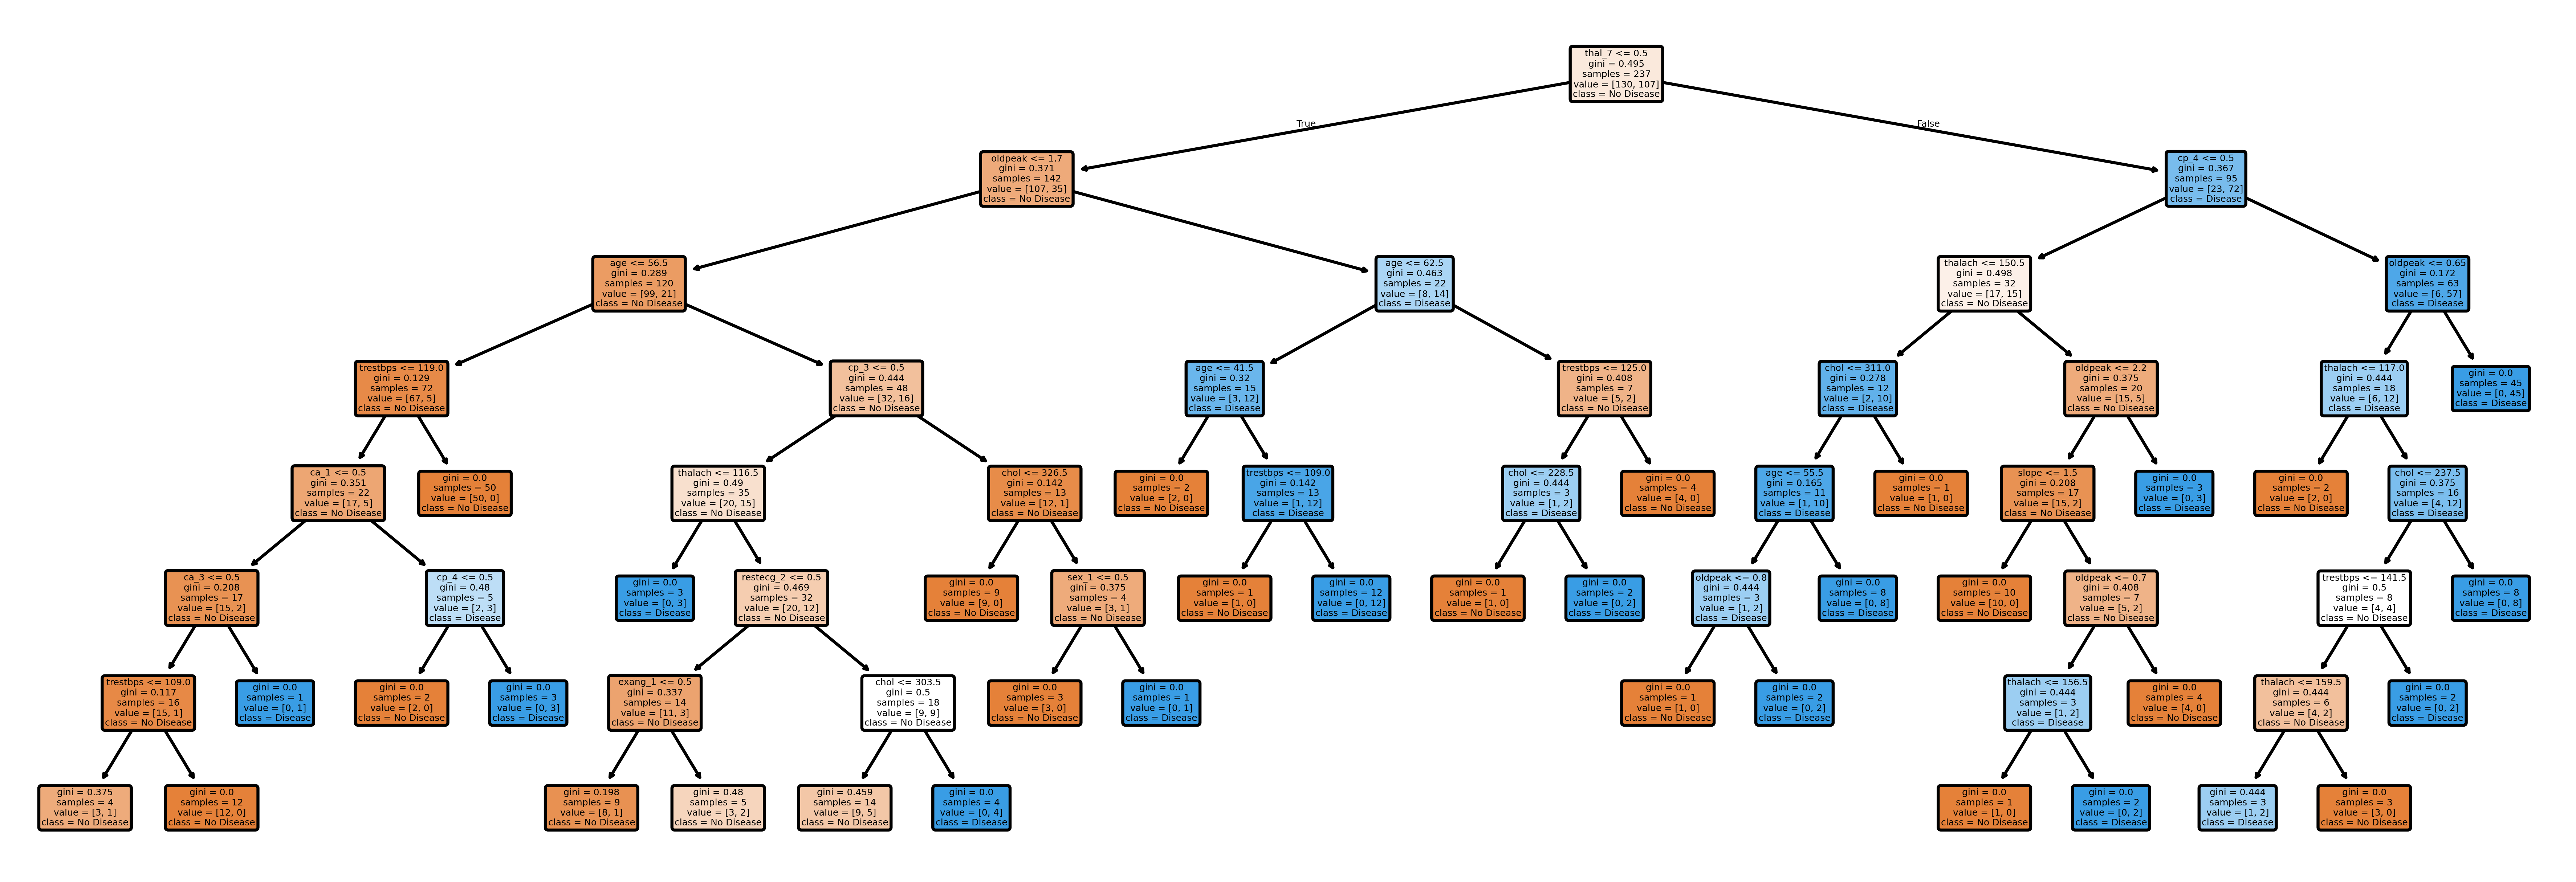 thal_7 <= 0.5
gini = 0.495
samples = 237
value = [130, 107]
class = No Disease
True
False
oldpeak <= 1.7
gini = 0.371
samples = 142
value = [107, 35]
class = No Disease
cp_4 <= 0.5
gini = 0.367
samples = 95
value = [23, 72]
class = Disease
age <= 56.5
gini = 0.289
samples = 120
value = [99, 21]
class = No Disease
age <= 62.5
gini = 0.463
samples = 22
value = [8, 14]
class = Disease
thalach <= 150.5
gini = 0.498
samples = 32
value = [17, 15]
class = No Disease
oldpeak <= 0.65
gini = 0.172
samples = 63
value = [6, 57]
class = Disease
trestbps <= 119.0
gini = 0.129
samples = 72
value = [67, 5]
class = No Disease
cp_3 <= 0.5
gini = 0.444
samples = 48
value = [32, 16]
class = No Disease
age <= 41.5
gini = 0.32
samples = 15
value = [3, 12]
class = Disease
trestbps <= 125.0
gini = 0.408
samples = 7
value = [5, 2]
class = No Disease
chol <= 311.0
gini = 0.278
samples = 12
value = [2, 10]
class = Disease
oldpeak <= 2.2
gini = 0.375
samples = 20
value = [15, 5]
class = No Disease
thalach <= 117.0
gini = 0.444
samples = 18
value = [6, 12]
class = Disease
gini = 0.0
samples = 45
value = [0, 45]
class = Disease
ca_1 <= 0.5
gini = 0.351
samples = 22
value = [17, 5]
class = No Disease
gini = 0.0
samples = 50
value = [50, 0]
class = No Disease
thalach <= 116.5
gini = 0.49
samples = 35
value = [20, 15]
class = No Disease
chol <= 326.5
gini = 0.142
samples = 13
value = [12, 1]
class = No Disease
gini = 0.0
samples = 2
value = [2, 0]
class = No Disease
trestbps <= 109.0
gini = 0.142
samples = 13
value = [1, 12]
class = Disease
chol <= 228.5
gini = 0.444
samples = 3
value = [1, 2]
class = Disease
gini = 0.0
samples = 4
value = [4, 0]
class = No Disease
age <= 55.5
gini = 0.165
samples = 11
value = [1, 10]
class = Disease
gini = 0.0
samples = 1
value = [1, 0]
class = No Disease
slope <= 1.5
gini = 0.208
samples = 17
value = [15, 2]
class = No Disease
gini = 0.0
samples = 3
value = [0, 3]
class = Disease
gini = 0.0
samples = 2
value = [2, 0]
class = No Disease
chol <= 237.5
gini = 0.375
samples = 16
value = [4, 12]
class = Disease
ca_3 <= 0.5
gini = 0.208
samples = 17
value = [15, 2]
class = No Disease
cp_4 <= 0.5
gini = 0.48
samples = 5
value = [2, 3]
class = Disease
gini = 0.0
samples = 3
value = [0, 3]
class = Disease
restecg_2 <= 0.5
gini = 0.469
samples = 32
value = [20, 12]
class = No Disease
gini = 0.0
samples = 9
value = [9, 0]
class = No Disease
sex_1 <= 0.5
gini = 0.375
samples = 4
value = [3, 1]
class = No Disease
gini = 0.0
samples = 1
value = [1, 0]
class = No Disease
gini = 0.0
samples = 12
value = [0, 12]
class = Disease
gini = 0.0
samples = 1
value = [1, 0]
class = No Disease
gini = 0.0
samples = 2
value = [0, 2]
class = Disease
oldpeak <= 0.8
gini = 0.444
samples = 3
value = [1, 2]
class = Disease
gini = 0.0
samples = 8
value = [0, 8]
class = Disease
gini = 0.0
samples = 10
value = [10, 0]
class = No Disease
oldpeak <= 0.7
gini = 0.408
samples = 7
value = [5, 2]
class = No Disease
trestbps <= 141.5
gini = 0.5
samples = 8
value = [4, 4]
class = No Disease
gini = 0.0
samples = 8
value = [0, 8]
class = Disease
trestbps <= 109.0
gini = 0.117
samples = 16
value = [15, 1]
class = No Disease
gini = 0.0
samples = 1
value = [0, 1]
class = Disease
gini = 0.0
samples = 2
value = [2, 0]
class = No Disease
gini = 0.0
samples = 3
value = [0, 3]
class = Disease
exang_1 <= 0.5
gini = 0.337
samples = 14
value = [11, 3]
class = No Disease
chol <= 303.5
gini = 0.5
samples = 18
value = [9, 9]
class = No Disease
gini = 0.0
samples = 3
value = [3, 0]
class = No Disease
gini = 0.0
samples = 1
value = [0, 1]
class = Disease
gini = 0.0
samples = 1
value = [1, 0]
class = No Disease
gini = 0.0
samples = 2
value = [0, 2]
class = Disease
thalach <= 156.5
gini = 0.444
samples = 3
value = [1, 2]
class = Disease
gini = 0.0
samples = 4
value = [4, 0]
class = No Disease
thalach <= 159.5
gini = 0.444
samples = 6
value = [4, 2]
class = No Disease
gini = 0.0
samples = 2
value = [0, 2]
class = Disease
gini = 0.375
samples = 4
value = [3, 1]
class = No Disease
gini = 0.0
samples = 12
value = [12, 0]
class = No Disease
gini = 0.198
samples = 9
value = [8, 1]
class = No Disease
gini = 0.48
samples = 5
value = [3, 2]
class = No Disease
gini = 0.459
samples = 14
value = [9, 5]
class = No Disease
gini = 0.0
samples = 4
value = [0, 4]
class = Disease
gini = 0.0
samples = 1
value = [1, 0]
class = No Disease
gini = 0.0
samples = 2
value = [0, 2]
class = Disease
gini = 0.444
samples = 3
value = [1, 2]
class = Disease
gini = 0.0
samples = 3
value = [3, 0]
class = No Disease